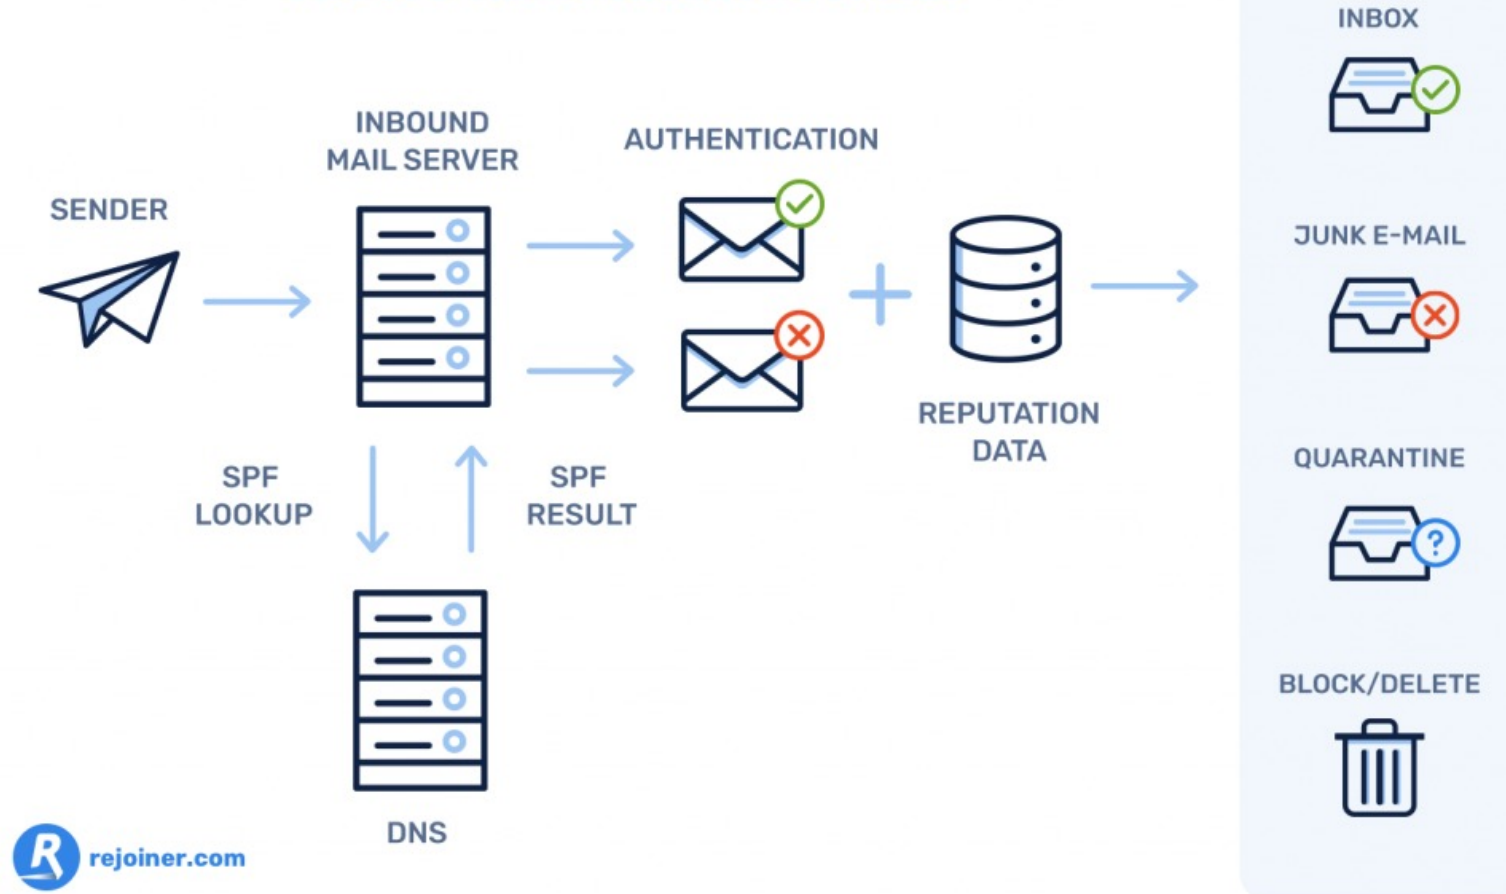 SENDER
INBOUND
MAIL SERVER
AUTHENTICATION
REPUTATION
DATA
SPF
LOOKUP
SPF
RESULT
DNS
INBOX
JUNK E-MAIL
QUARANTINE
?
BLOCK/DELETE
R
rejoiner.com